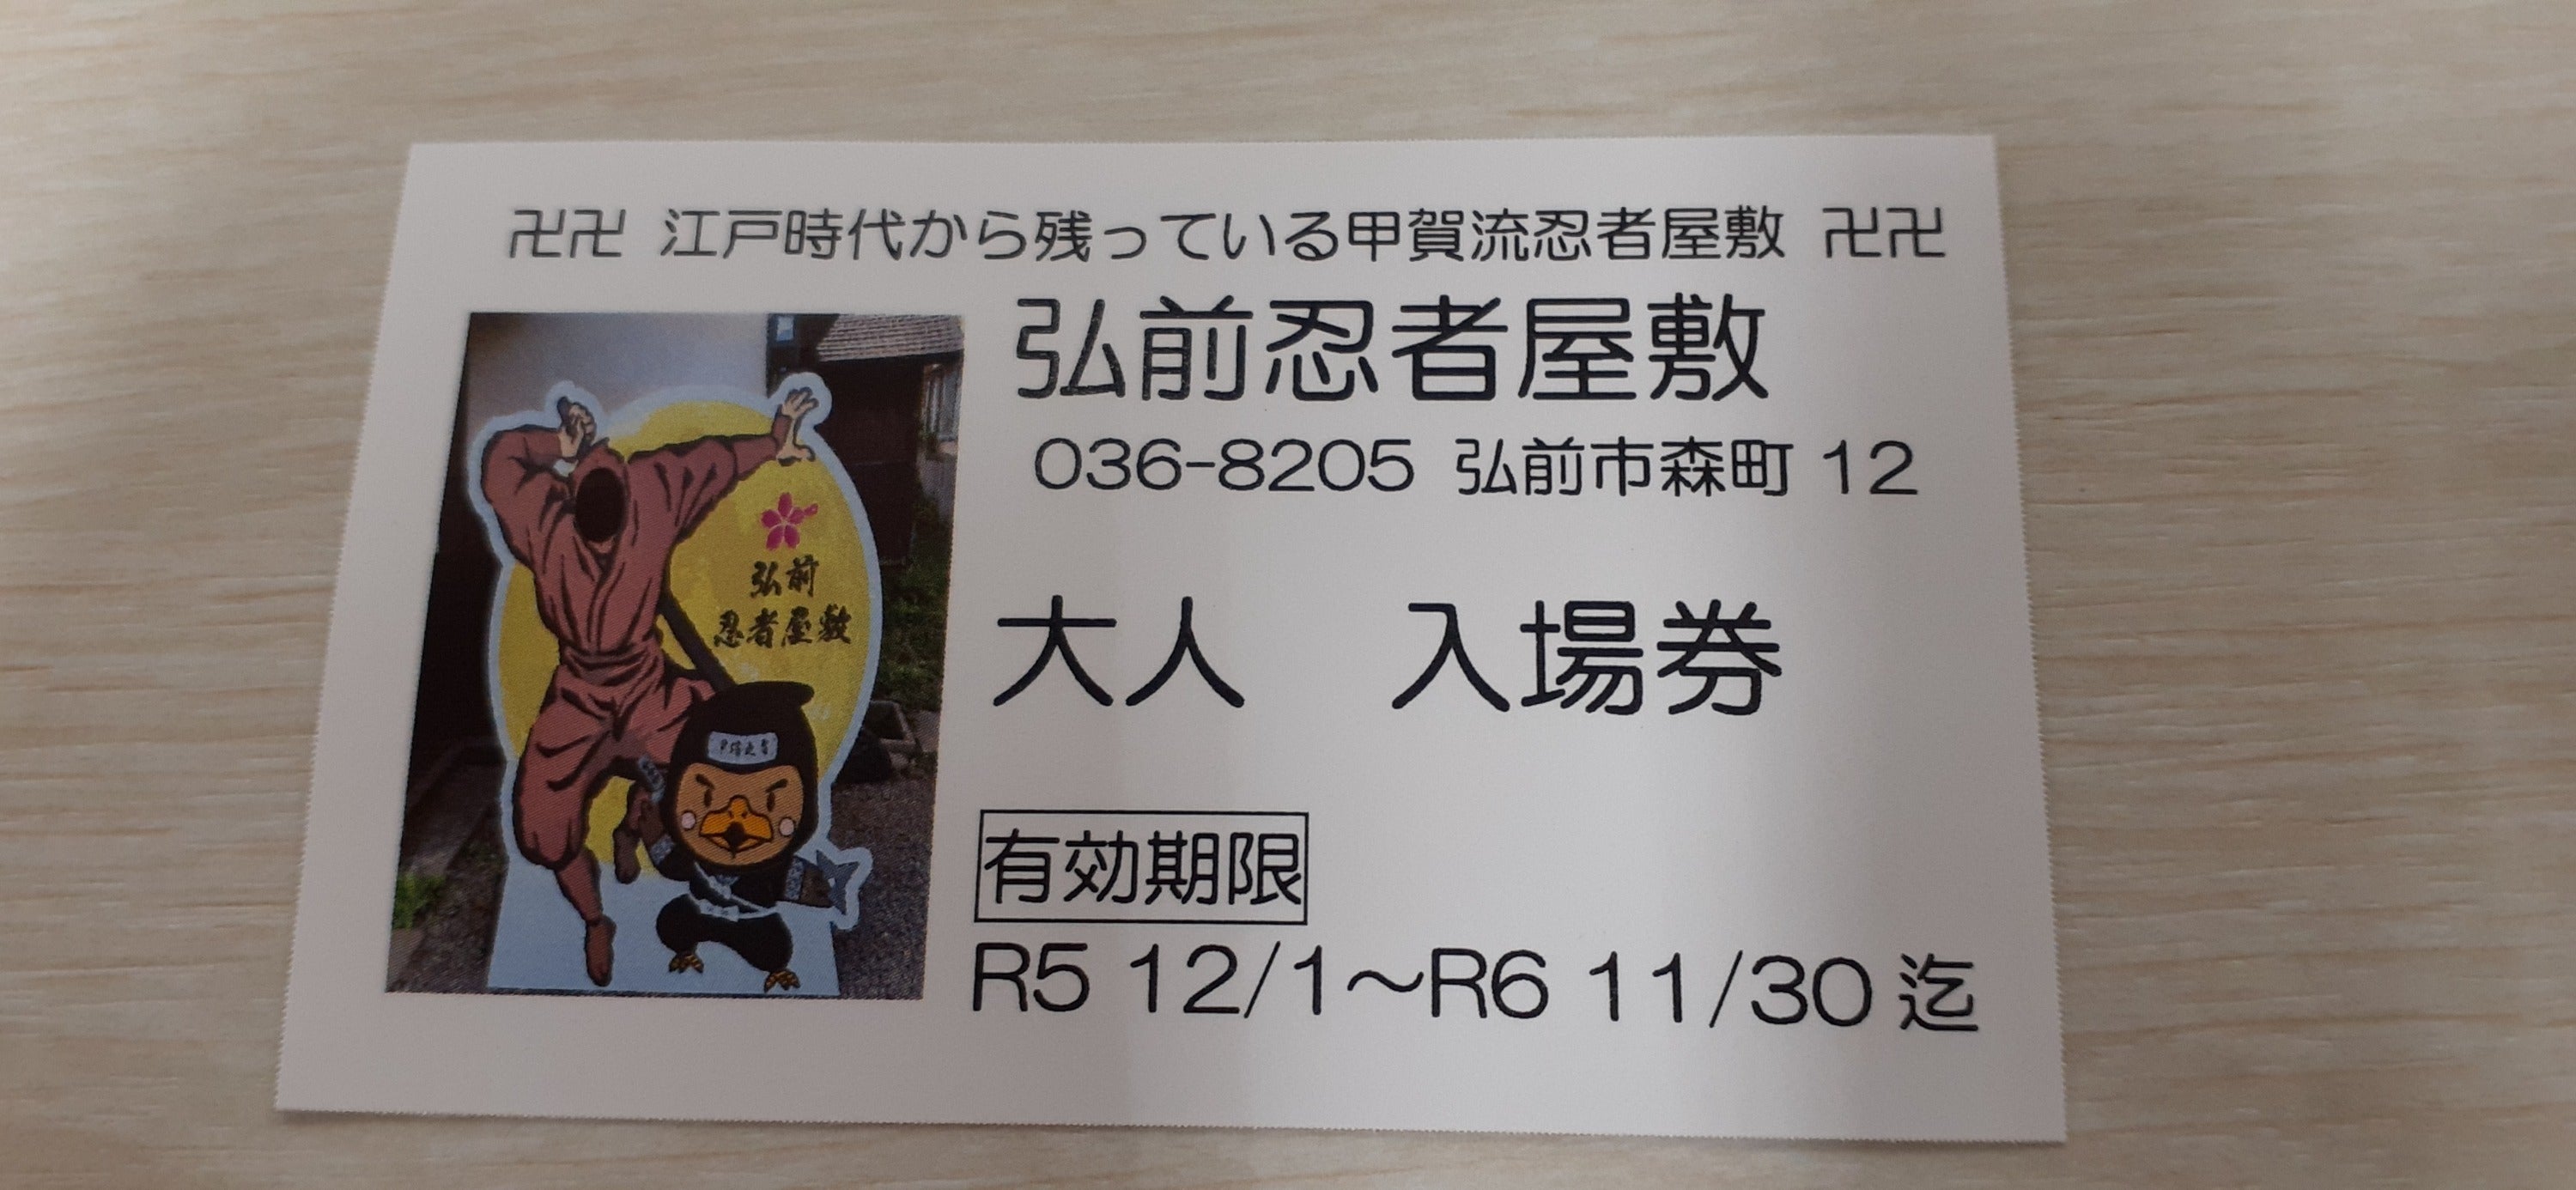 卍卍 江戸時代から残っている甲賀流忍者屋敷 卍卍
弘前忍者屋敷
036-8205 弘前市森町 12
大人 入場券
有効期限
R5 12/1〜R6 11/30 迄
弘前
忍者屋敷